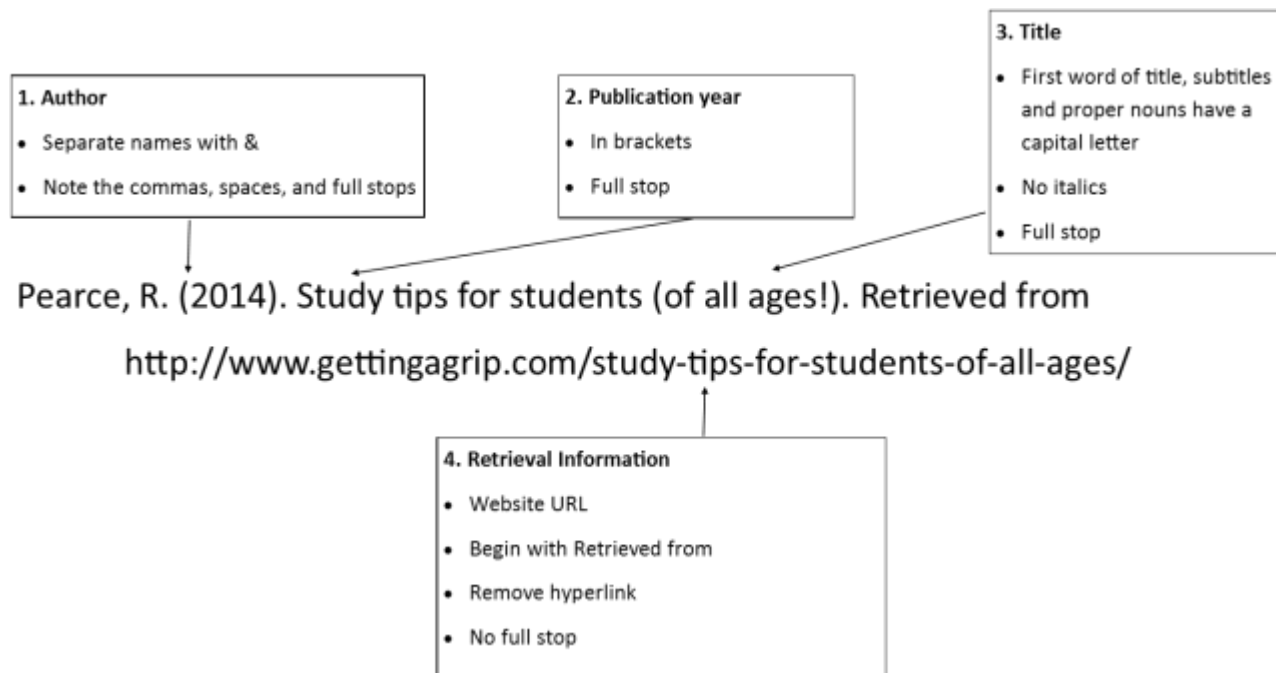 1. Author
• Separate names with &
• Note the commas, spaces, and full stops
2. Publication year
• In brackets
• Full stop
3. Title
• First word of title, subtitles
and proper nouns have a
capital letter
• No italics
• Full stop
Pearce, R. (2014). Study tips for students (of all ages!). Retrieved from
http://www.gettingagrip.com/study-tips-for-students-of-all-ages/
4. Retrieval Information
• Website URL
• Begin with Retrieved from
• Remove hyperlink
• No full stop